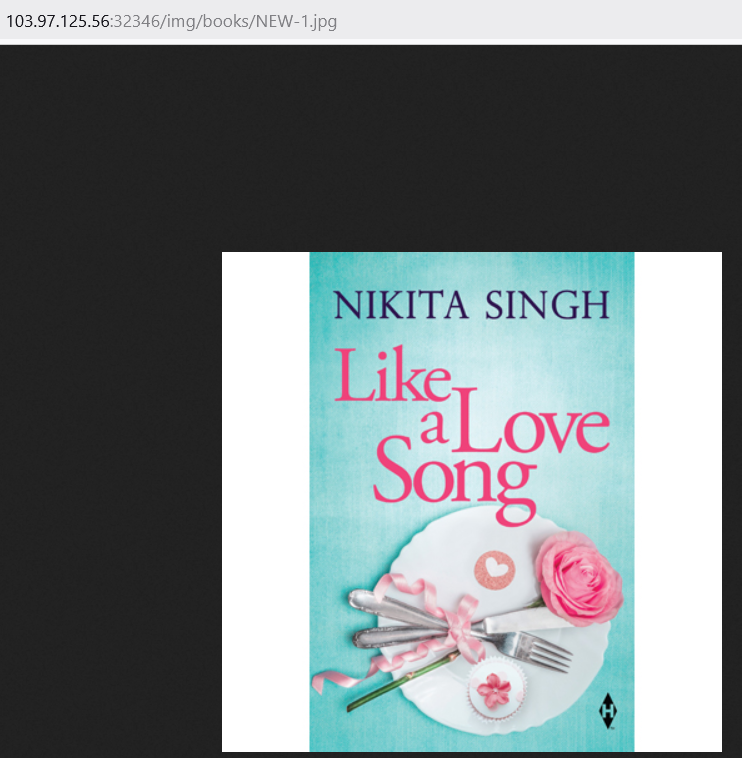 103.97.125.56:32346/img/books/NEW-1.jpg
NIKITA SINGH
Like
a Love
Song
H